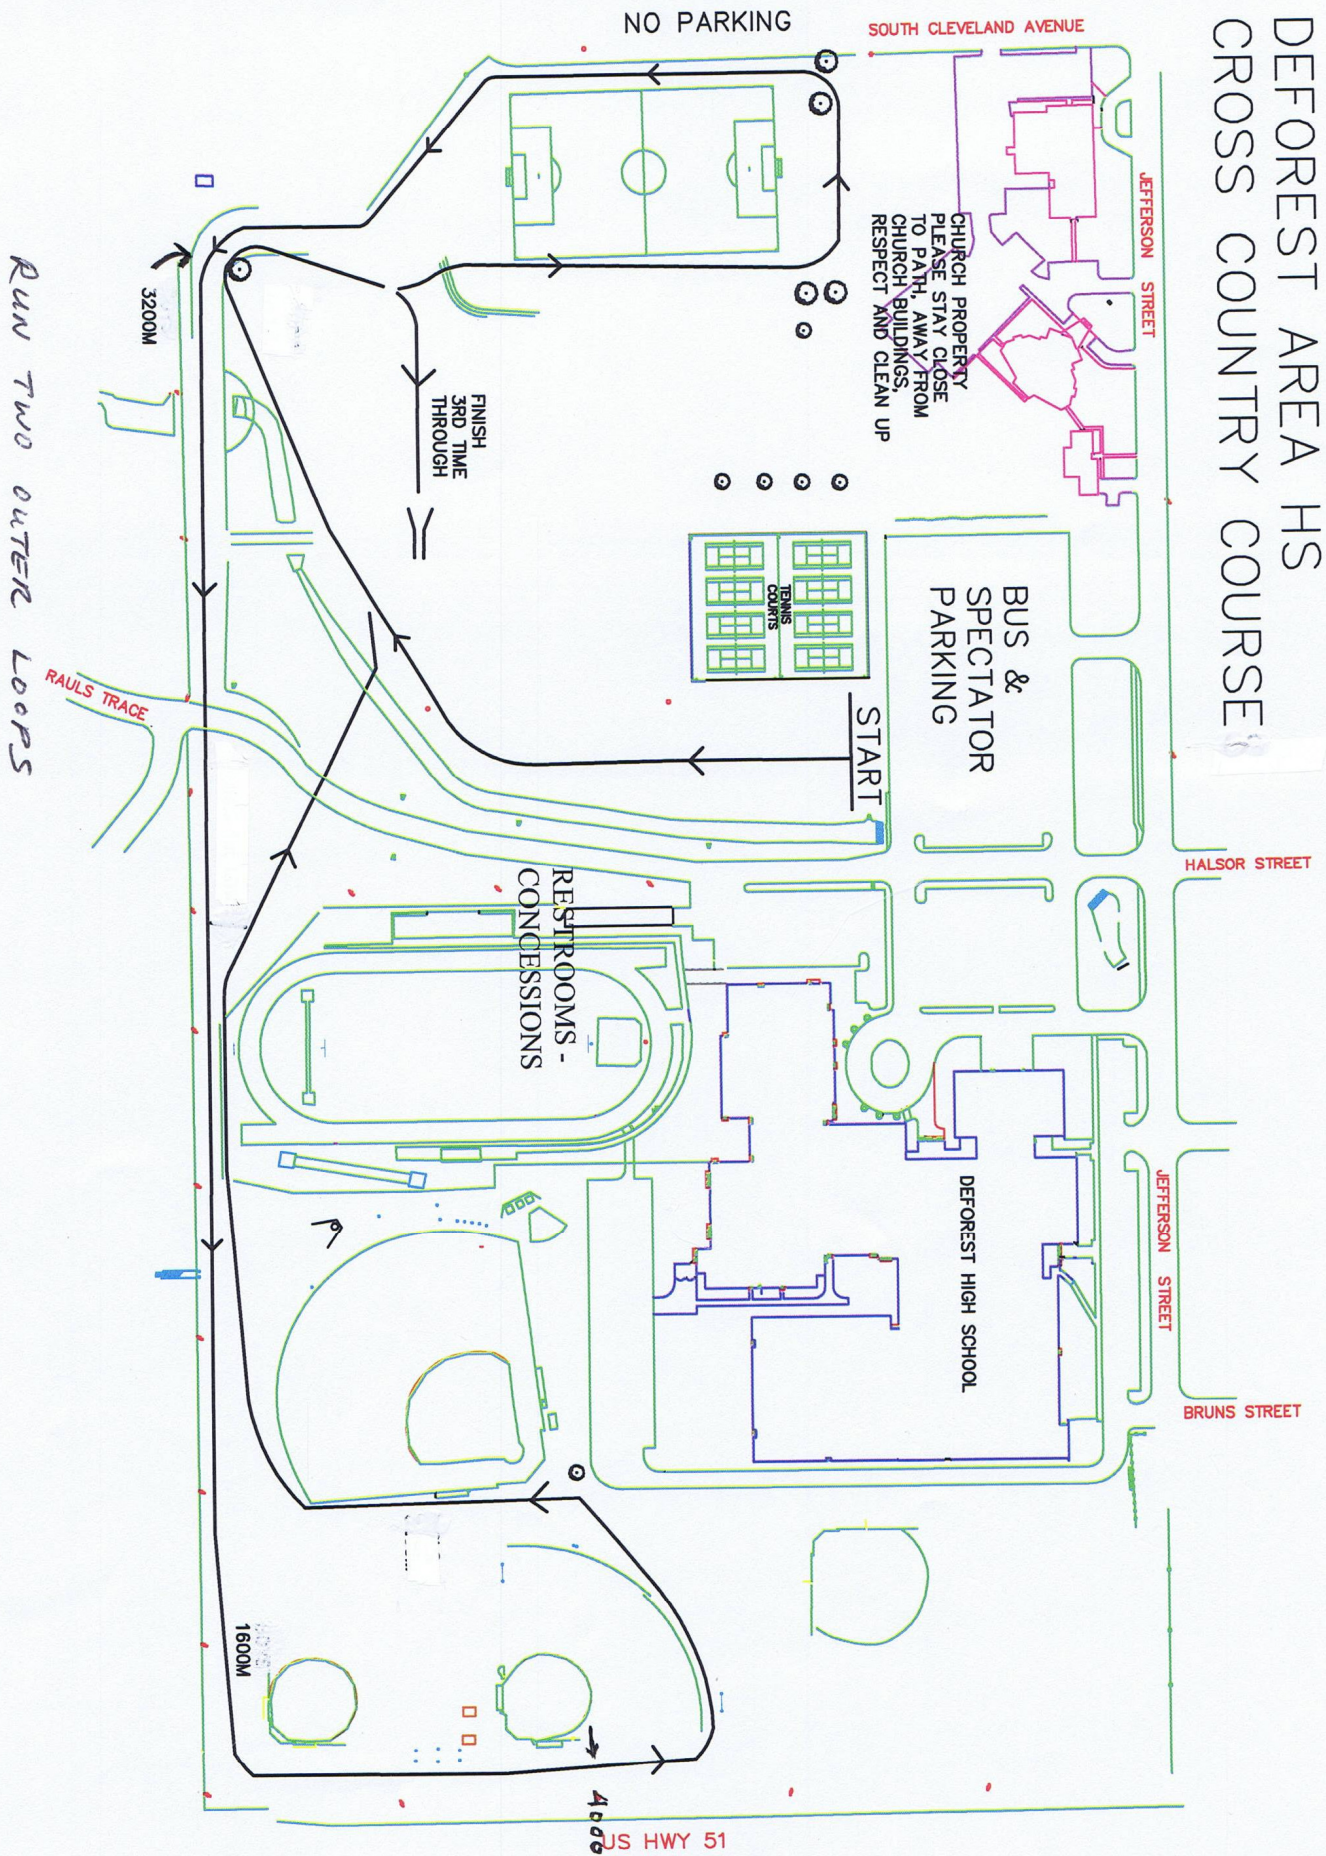 DEFOREST AREA HS
CROSS COUNTRY COURSE
NO PARKING
SOUTH CLEVELAND AVENUE
JEFFERSON STREET
CHURCH PROPERTY
PLEASE STAY CLOSE
TO PATH, AWAY FROM
CHURCH BUILDINGS,
RESPECT AND CLEAN UP
3200M
FINISH
3RD TIME
THROUGH
TENNIS
COURTS
BUS &
SPECTATOR
PARKING
START
RAULS TRACE
HALSOR STREET
RESTROOMS -
CONCESSIONS
DEFOREST HIGH SCHOOL
JEFFERSON STREET
BRUNS STREET
1600M
4000
US HWY 51
RUN TWO OUTER LOOPS